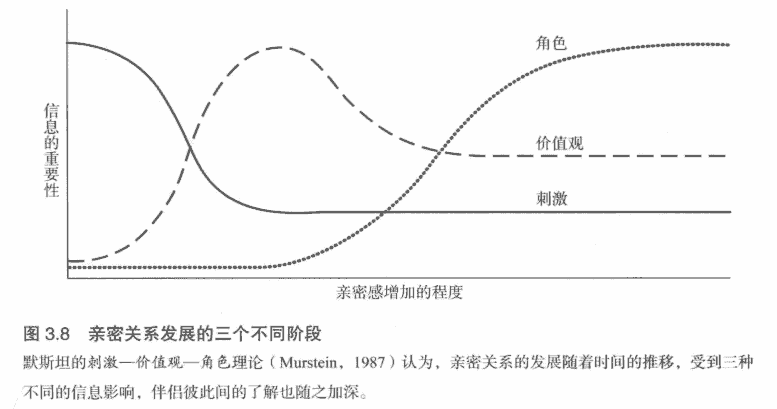 角色
信息的重要性
价值观
刺激
亲密感增加的程度
图 3.8 亲密关系发展的三个不同阶段
默斯坦的刺激—价值观—角色理论（Murstein，1987）认为，亲密关系的发展随着时间的推移，受到三种
不同的信息影响，伴侣彼此间的了解也随之加深。